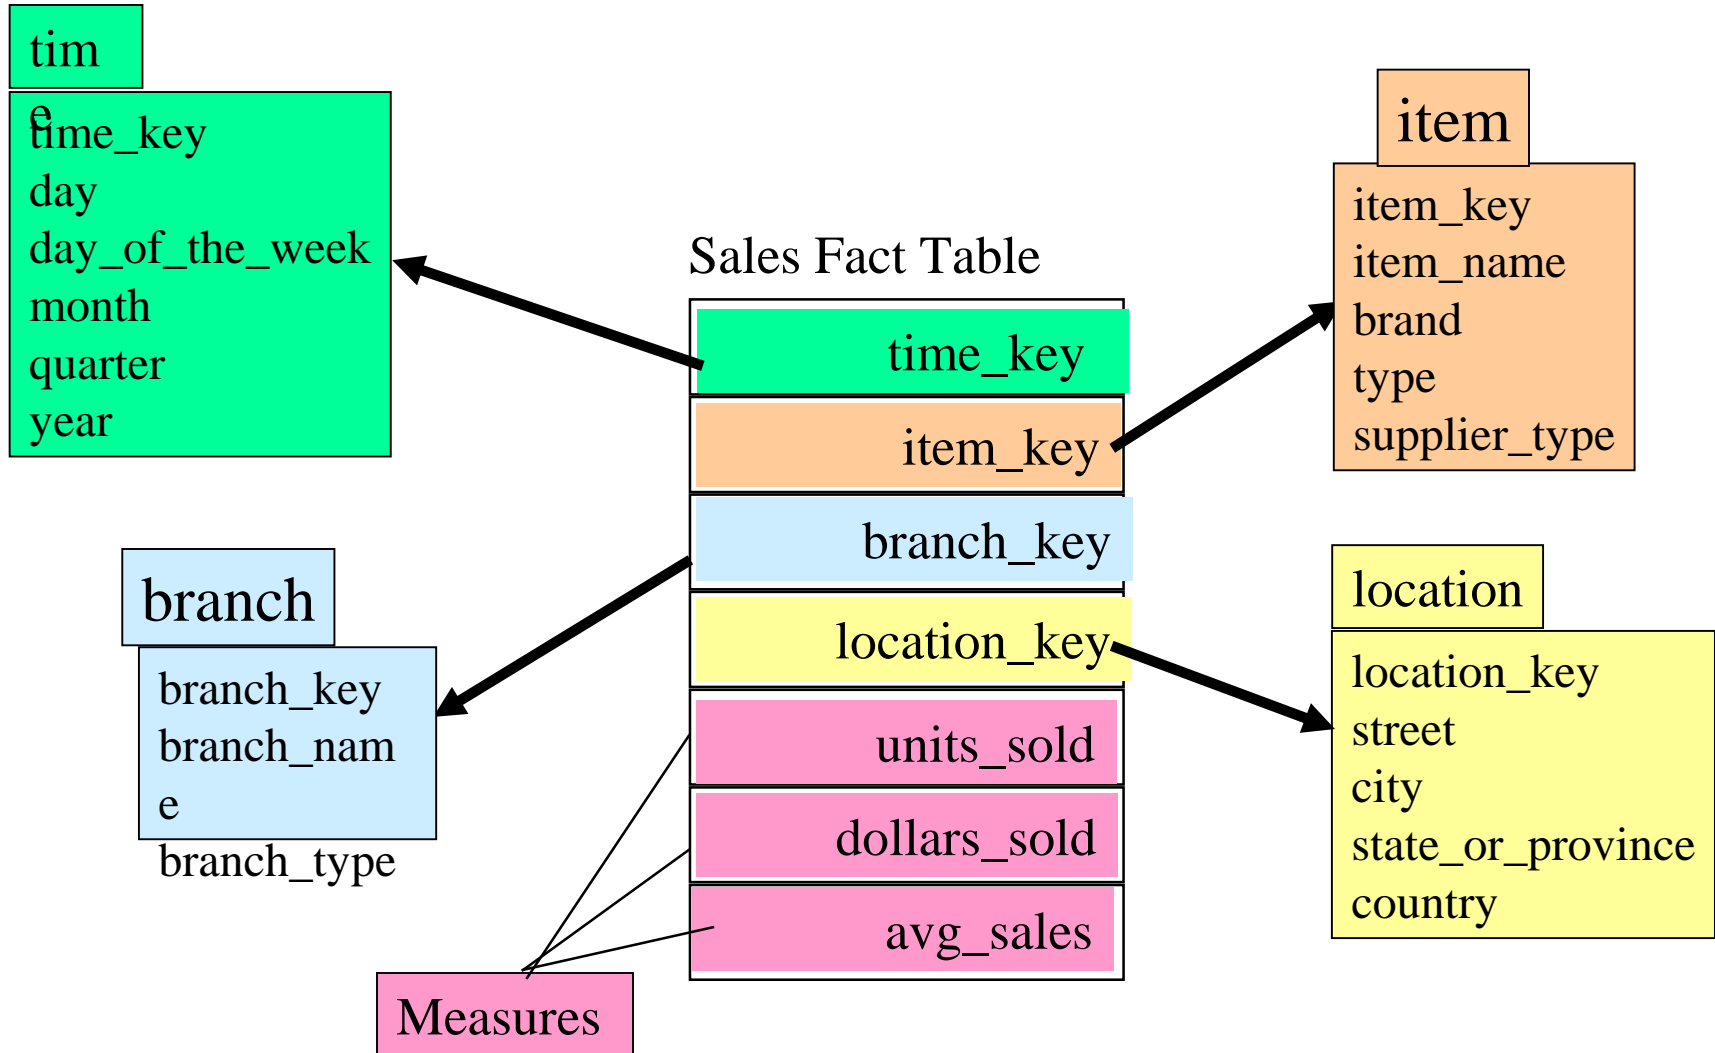 tim
e
time_key
day
day_of_the_week
month
quarter
year
item
item_key
item_name
brand
type
supplier_type
Sales Fact Table
time_key
item_key
branch_key
location_key
units_sold
dollars_sold
avg_sales
branch
branch_key
branch_nam
e
branch_type
location
location_key
street
city
state_or_province
country
Measures